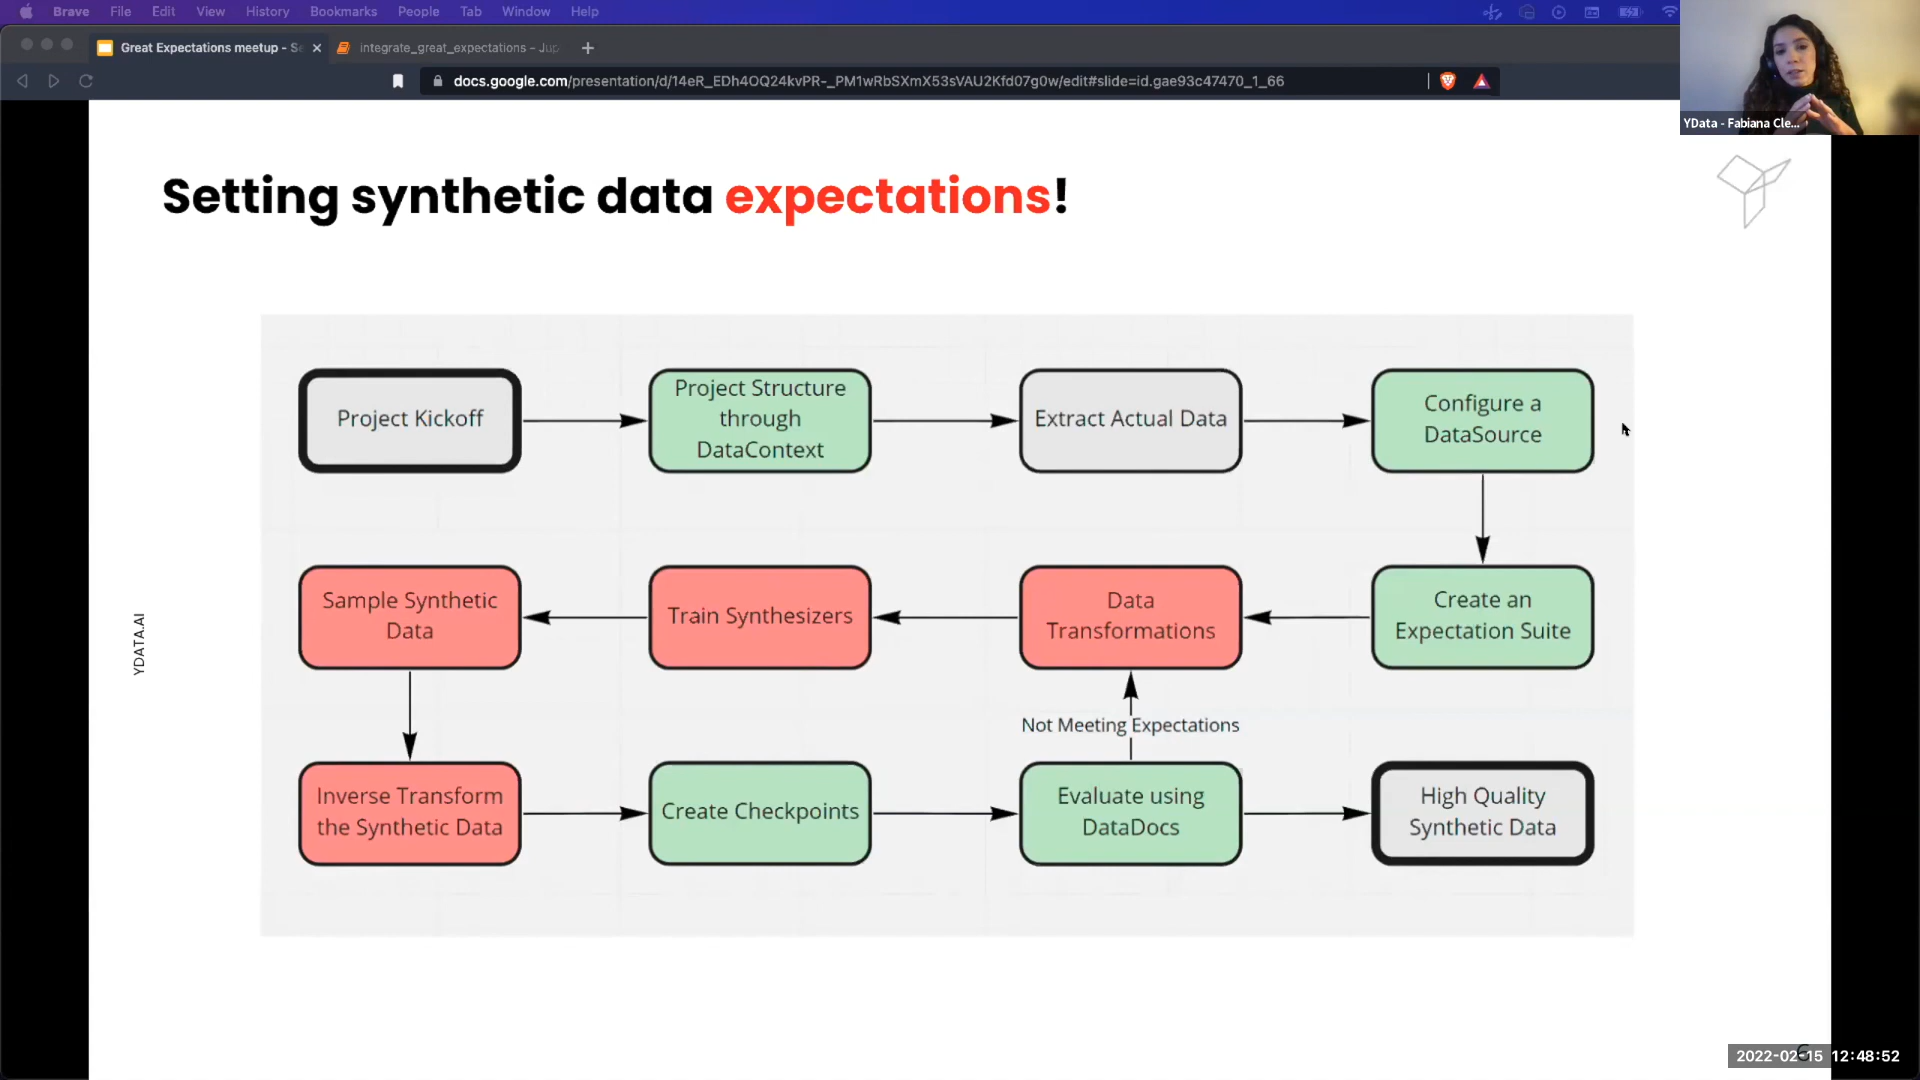 Brave File Edit View History Bookmarks People Tab Window Help
Great Expectations meetup - S
integrate_great_expectations – Jup
docs.google.com/presentation/d/14eR_EDh4OQ24kvPR-_PM1wRbSXmX53sVAU2Kfd07g0w/edit#slide=id.gae93c47470_1_66
YData - Fabiana Cle...
Setting synthetic data expectations!
Project Kickoff
Project Structure
through
DataContext
Extract Actual Data
Configure a
DataSource
Sample Synthetic
Data
Train Synthesizers
Data
Transformations
Create an
Expectation Suite
Not Meeting Expectations
Inverse Transform
the Synthetic Data
Create Checkpoints
Evaluate using
DataDocs
High Quality
Synthetic Data
YDATA.AI
2022-02-15 12:48:52